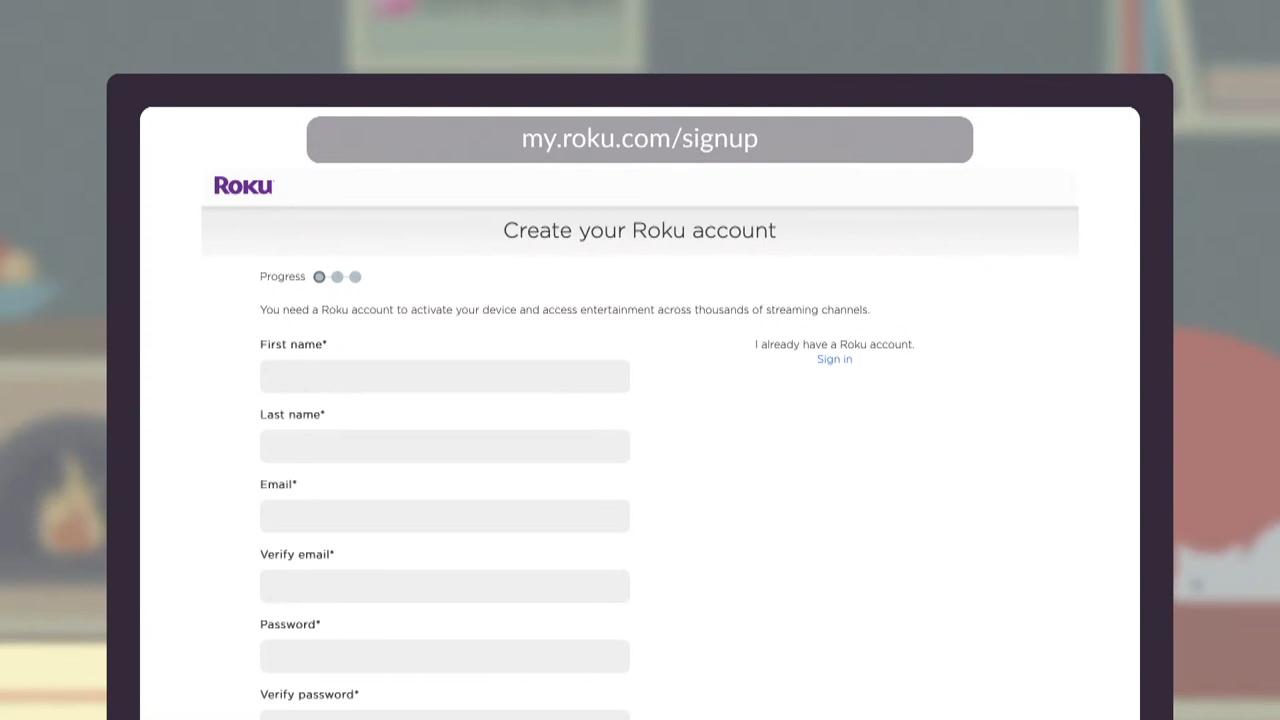 my.roku.com/signup
Roku
Create your Roku account
Progress
You need a Roku account to activate your device and access entertainment across thousands of streaming channels.
First name*
I already have a Roku account.
Sign in
Last name*
Email*
Verify email*
Password*
Verify password*